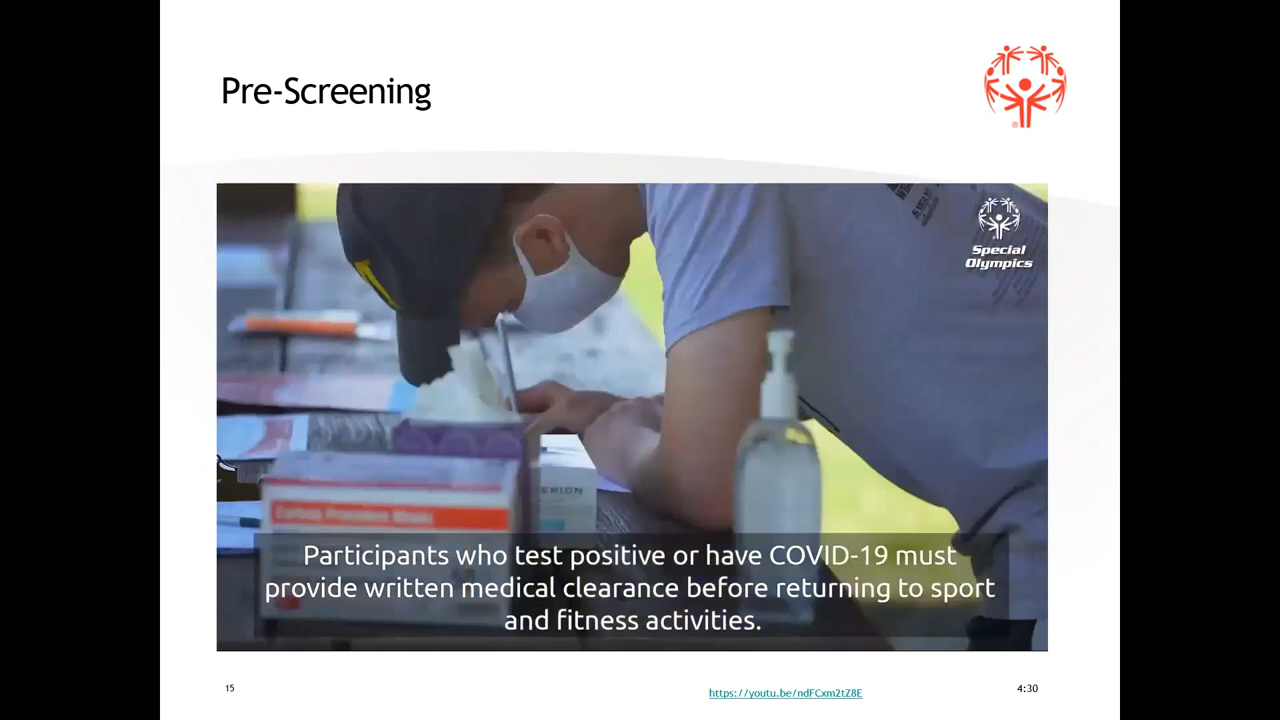 Pre-Screening
Special
Olympics
ERION
Participants who test positive or have COVID-19 must
provide written medical clearance before returning to sport
and fitness activities.
15
https://youtu.be/ndFCxm2tZ8E
4:30